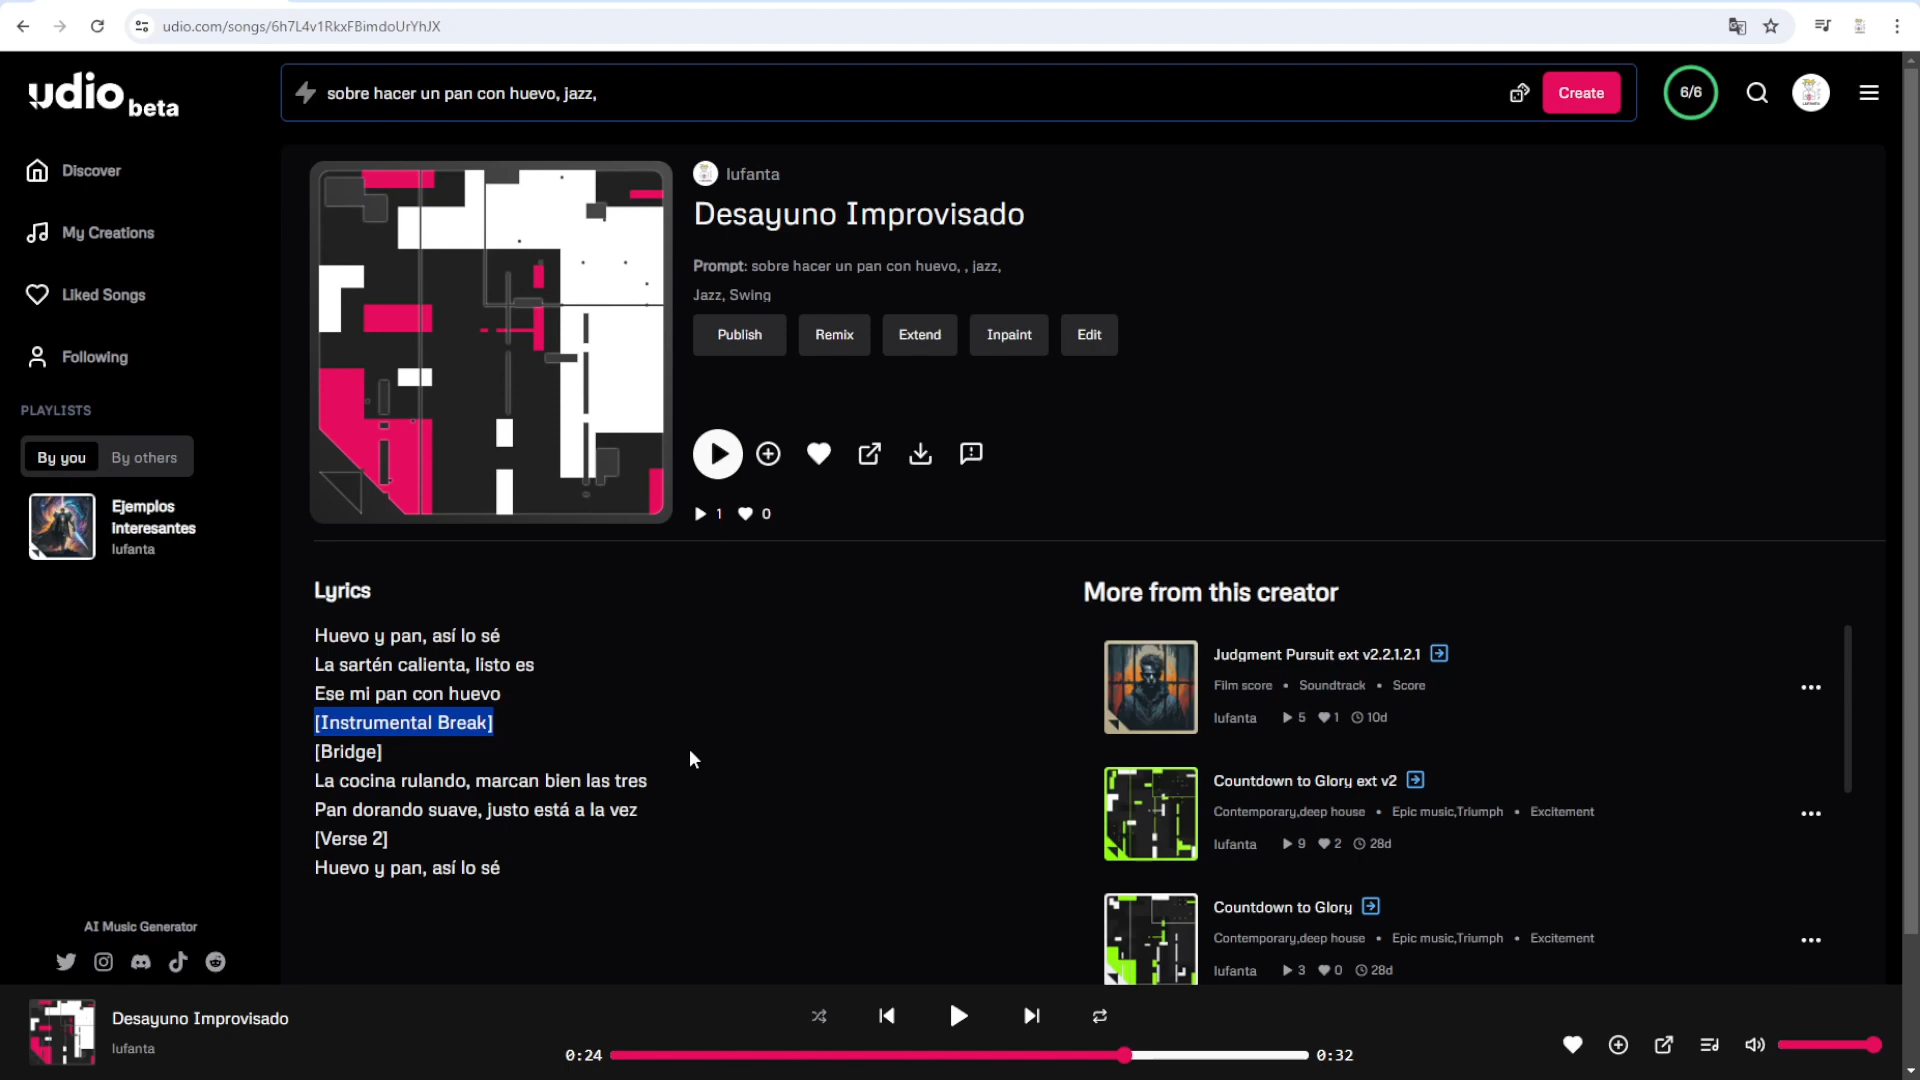 udio.com/songs/6h7L4v1RkxFBimdoUrYhJX
udio beta
sobre hacer un pan con huevo, jazz,
Create
6/6
Discover
My Creations
Liked Songs
Following
PLAYLISTS
By you
By others
Ejemplos
interesantes
lufanta
AI Music Generator
lufanta
Desayuno Improvisado
Prompt: sobre hacer un pan con huevo, , jazz,
Jazz, Swing
Publish
Remix
Extend
Inpaint
Edit
1
0
Lyrics
Huevo y pan, así lo sé
La sartén calienta, listo es
Ese mi pan con huevo
[Instrumental Break]
[Bridge]
La cocina rulando, marcan bien las tres
Pan dorando suave, justo está a la vez
[Verse 2]
Huevo y pan, así lo sé
More from this creator
Judgment Pursuit ext v2.2.1.2.1
Film score • Soundtrack • Score
lufanta 5 1 10d
Countdown to Glory ext v2
Contemporary,deep house • Epic music,Triumph • Excitement
lufanta 9 2 28d
Countdown to Glory
Contemporary,deep house • Epic music,Triumph • Excitement
lufanta 3 0 28d
Desayuno Improvisado
lufanta
0:24
0:32